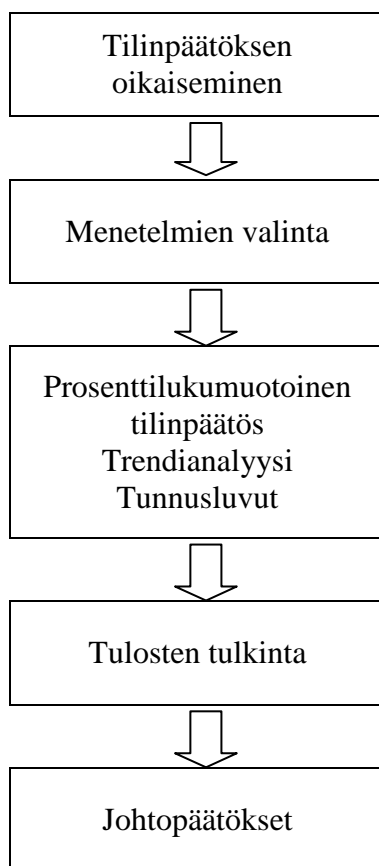 Tilinpäätöksen
oikaiseminen
Menetelmien valinta
Prosenttilukumuotoinen
tilinpäätös
Trendianalyysi
Tunnusluvut
Tulosten tulkinta
Johtopäätökset